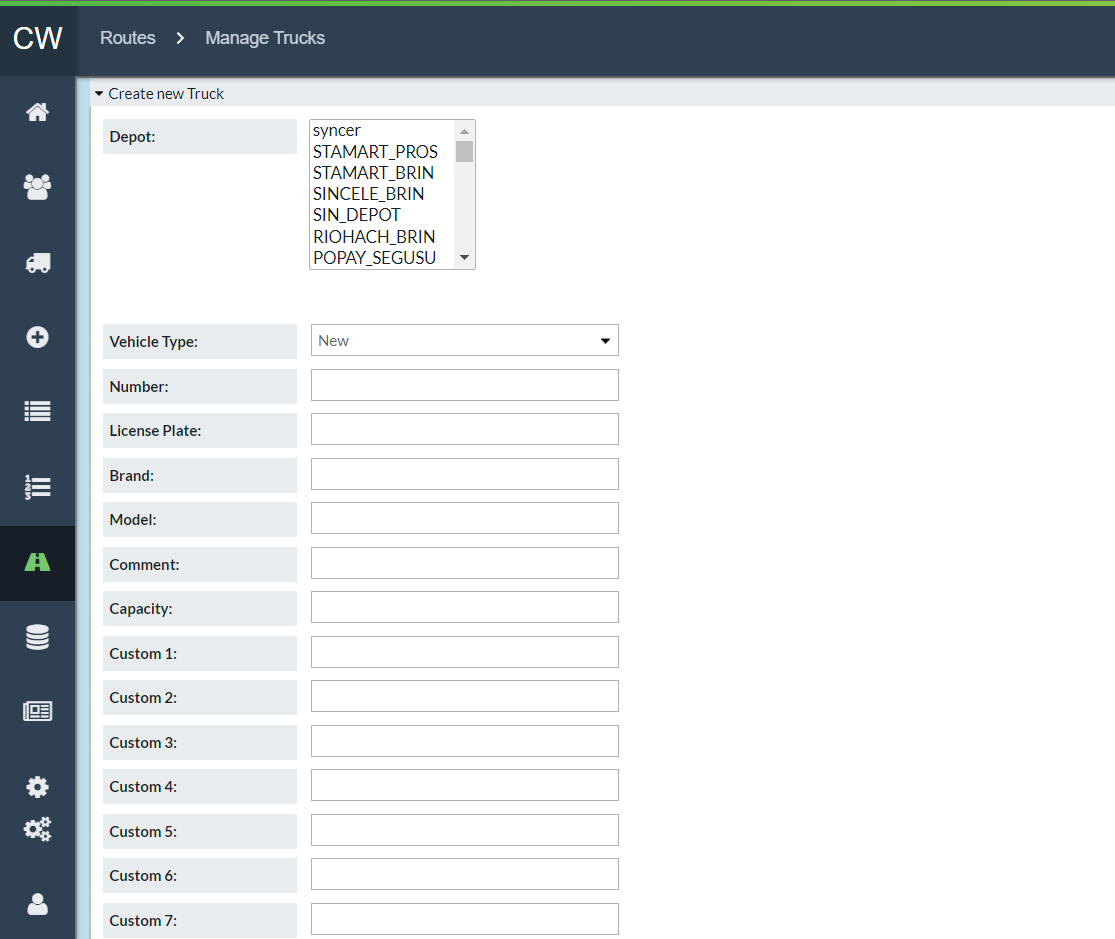 CW
Routes
Manage Trucks
Create new Truck
Depot:
syncer
STAMART_PROS
STAMART_BRIN
SINCELE_BRIN
SIN_DEPOT
RIOHACH_BRIN
POPAY_SEGUSU
Vehicle Type:
New
Number:
License Plate:
Brand:
Model:
Comment:
Capacity:
Custom 1:
Custom 2:
Custom 3:
Custom 4:
Custom 5:
Custom 6:
Custom 7: